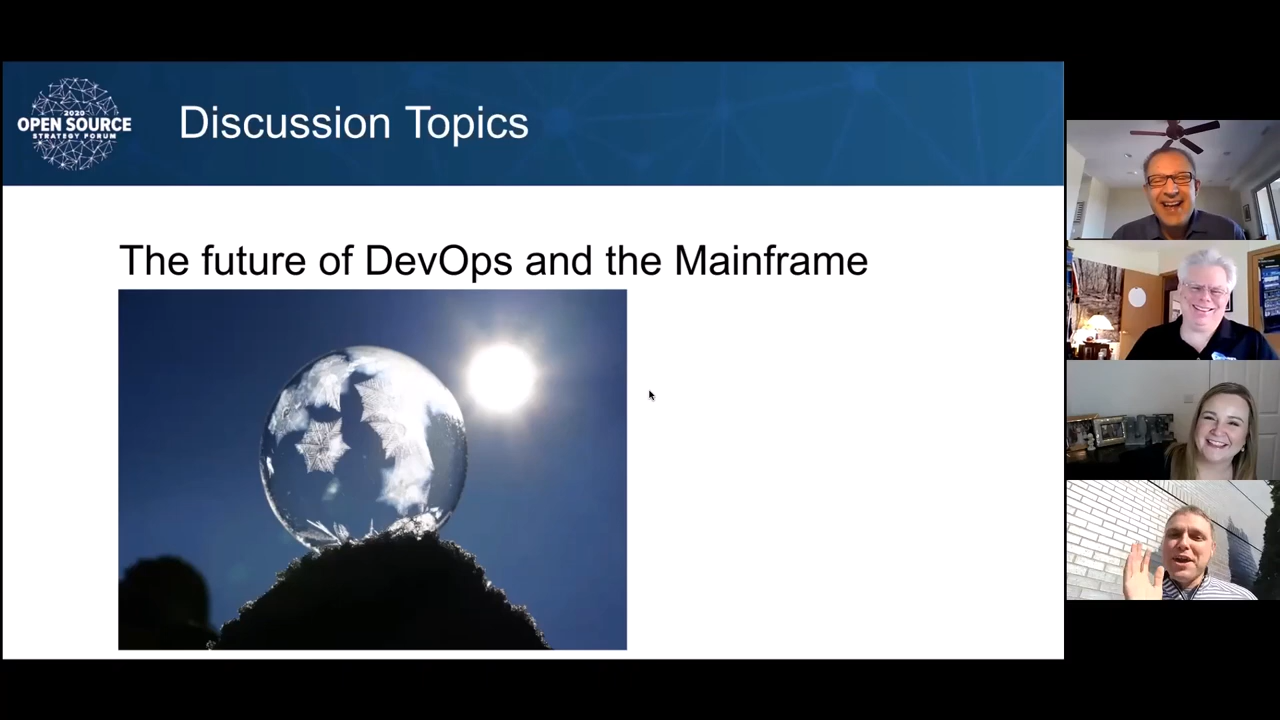 2020
OPEN SOURCE
STRATEGY FORUM
Discussion Topics
The future of DevOps and the Mainframe